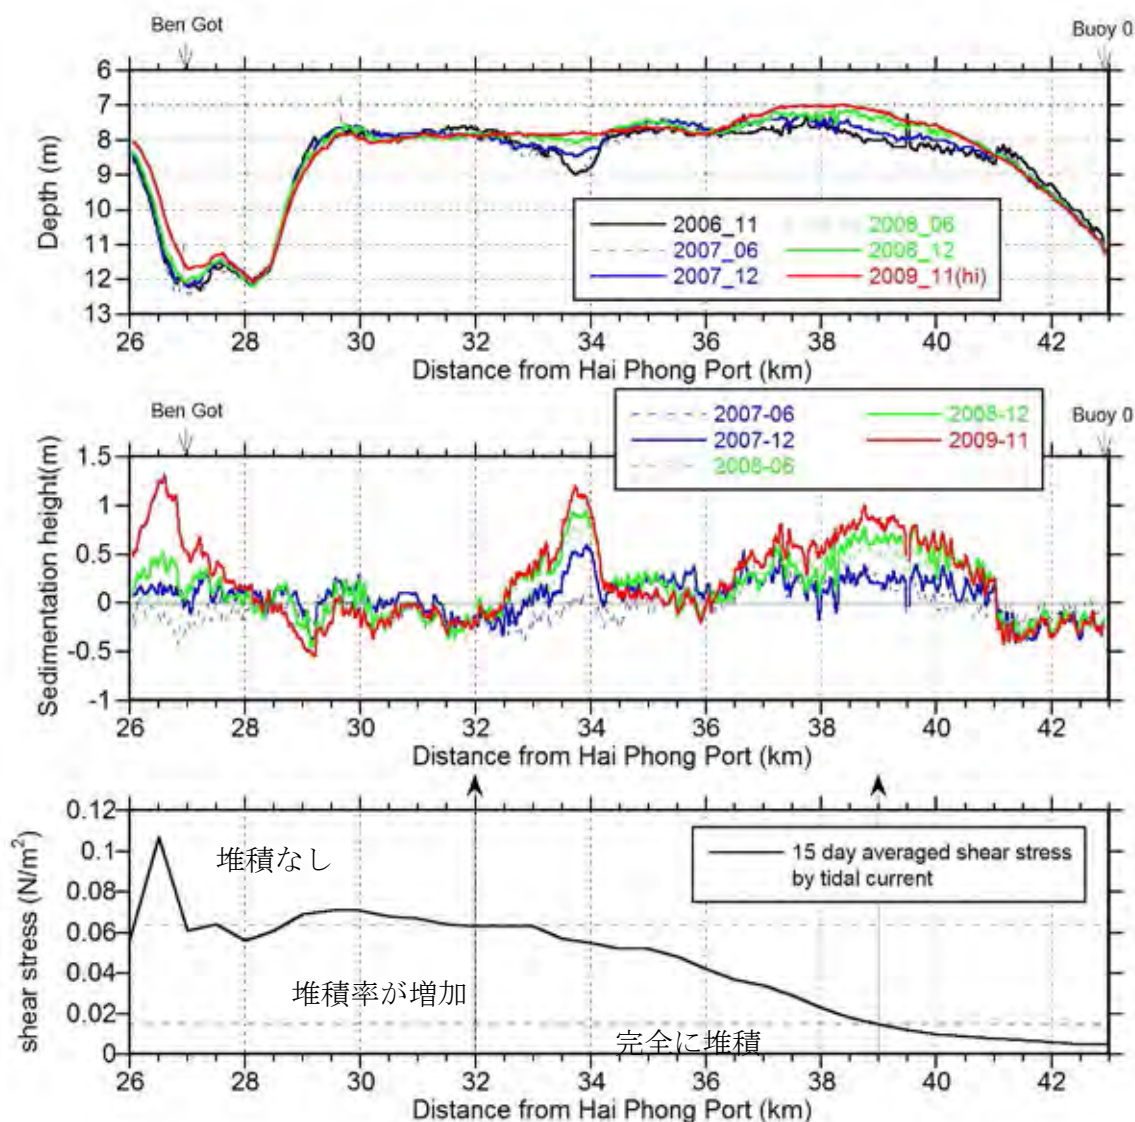 Ben Got
Buoy 0
6
7
8
9
10
11
12
13
Depth (m)
2006_11
2007_06
2007_12
2008_06
2008_12
2009_11(hi)
26 28 30 32 34 36 38 40 42
Distance from Hai Phong Port (km)
Ben Got
Buoy 0
2007-06
2007-12
2008-06
2008-12
2009-11
1.5
1
0.5
0
-0.5
-1
Sedimentation height(m)
26 28 30 32 34 36 38 40 42
Distance from Hai Phong Port (km)
0.12
0.1
0.08
0.06
0.04
0.02
0
shear stress (N/m²)
堆積なし
15 day averaged shear stress
by tidal current
堆積率が増加
完全に堆積
26 28 30 32 34 36 38 40 42
Distance from Hai Phong Port (km)